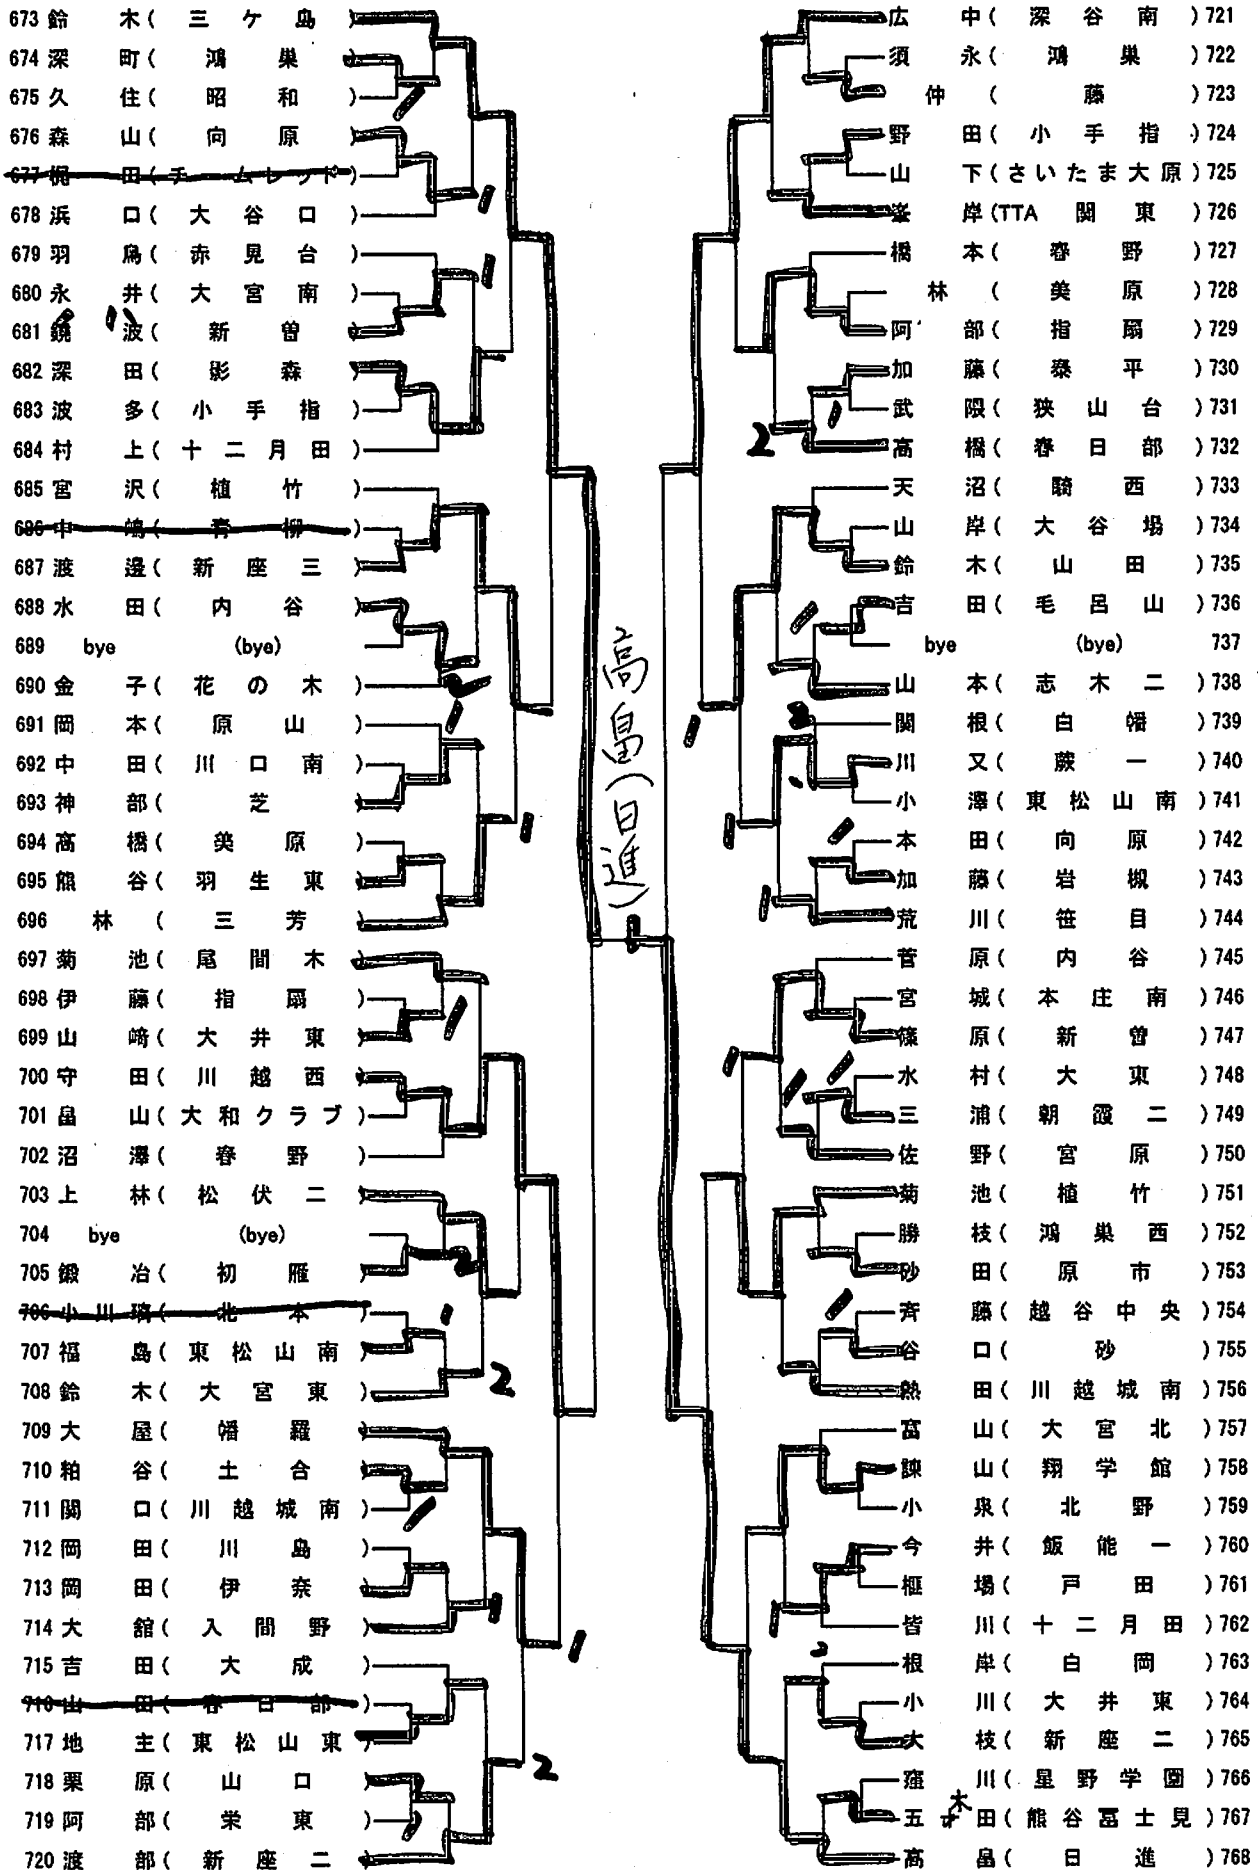 673 鈴 木 ( 三 ケ 島 )
674 深 町 ( 鴻 巣 )
675 久 住 ( 昭 和 )
676 森 山 ( 向 原 )
677 梶 田 ( チ ー ム レ ッ ド )
678 浜 口 ( 大 谷 口 )
679 羽 鳥 ( 赤 見 台 )
680 永 井 ( 大 宮 南 )
681 波 ( 新 曽 )
682 深 田 ( 影 森 )
683 波 多 ( 小 手 指 )
684 村 上 ( 十 二 月 田 )
685 宮 沢 ( 植 竹 )
686 中 嶋 ( 青 柳 )
687 渡 邊 ( 新 座 三 )
688 水 田 ( 内 谷 )
689 bye (bye)
690 金 子 ( 花 の 木 )
691 岡 本 ( 原 山 )
692 中 田 ( 川 口 南 )
693 神 部 ( 芝 )
694 高 橋 ( 美 原 )
695 熊 谷 ( 羽 生 東 )
696 林 ( 三 芳 )
697 菊 池 ( 尾 間 木 )
698 伊 藤 ( 指 扇 )
699 山 﨑 ( 大 井 東 )
700 守 田 ( 川 越 西 )
701 畠 山 ( 大 和 ク ラ ブ )
702 沼 澤 ( 春 野 )
703 上 林 ( 松 伏 二 )
704 bye (bye)
705 鍛 冶 ( 初 雁 )
706 小 川 璃 ( 北 本 )
707 福 島 ( 東 松 山 南 )
708 鈴 木 ( 大 宮 東 )
709 大 屋 ( 幡 羅 )
710 粕 谷 ( 土 合 )
711 関 口 ( 川 越 城 南 )
712 岡 田 ( 川 島 )
713 岡 田 ( 伊 奈 )
714 大 舘 ( 入 間 野 )
715 吉 田 ( 大 成 )
716 山 田 ( 春 日 部 )
717 地 主 ( 東 松 山 東 )
718 栗 原 ( 山 口 )
719 阿 部 ( 栄 東 )
720 渡 部 ( 新 座 二 )
2
2
高畠(日進)
2
広 中 ( 深 谷 南 ) 721
須 永 ( 鴻 巣 ) 722
仲 ( 藤 ) 723
野 田 ( 小 手 指 ) 724
山 下 ( さ い た ま 大 原 ) 725
峯 岸 (TTA 関 東 ) 726
橋 本 ( 春 野 ) 727
林 ( 美 原 ) 728
阿 部 ( 指 扇 ) 729
加 藤 ( 泰 平 ) 730
武 隈 ( 狭 山 台 ) 731
高 橋 ( 春 日 部 ) 732
天 沼 ( 騎 西 ) 733
山 岸 ( 大 谷 場 ) 734
鈴 木 ( 山 田 ) 735
吉 田 ( 毛 呂 山 ) 736
bye (bye) 737
山 本 ( 志 木 二 ) 738
関 根 ( 白 幡 ) 739
川 又 ( 蕨 一 ) 740
小 澤 ( 東 松 山 南 ) 741
本 田 ( 向 原 ) 742
加 藤 ( 岩 槻 ) 743
荒 川 ( 笹 目 ) 744
菅 原 ( 内 谷 ) 745
宮 城 ( 本 庄 南 ) 746
篠 原 ( 新 曽 ) 747
水 村 ( 大 東 ) 748
三 浦 ( 朝 霞 二 ) 749
佐 野 ( 宮 原 ) 750
菊 池 ( 植 竹 ) 751
勝 枝 ( 鴻 巣 西 ) 752
砂 田 ( 原 市 ) 753
斉 藤 ( 越 谷 中 央 ) 754
谷 口 ( 砂 ) 755
熱 田 ( 川 越 城 南 ) 756
冨 山 ( 大 宮 北 ) 757
諫 山 ( 翔 学 館 ) 758
小 泉 ( 北 野 ) 759
今 井 ( 飯 能 一 ) 760
榧 場 ( 戸 田 ) 761
皆 川 ( 十 二 月 田 ) 762
根 岸 ( 白 岡 ) 763
小 川 ( 大 井 東 ) 764
大 枝 ( 新 座 二 ) 765
窪 川 ( 星 野 学 園 ) 766
五 木 田 ( 熊 谷 冨 士 見 ) 767
高 畠 ( 日 進 ) 768